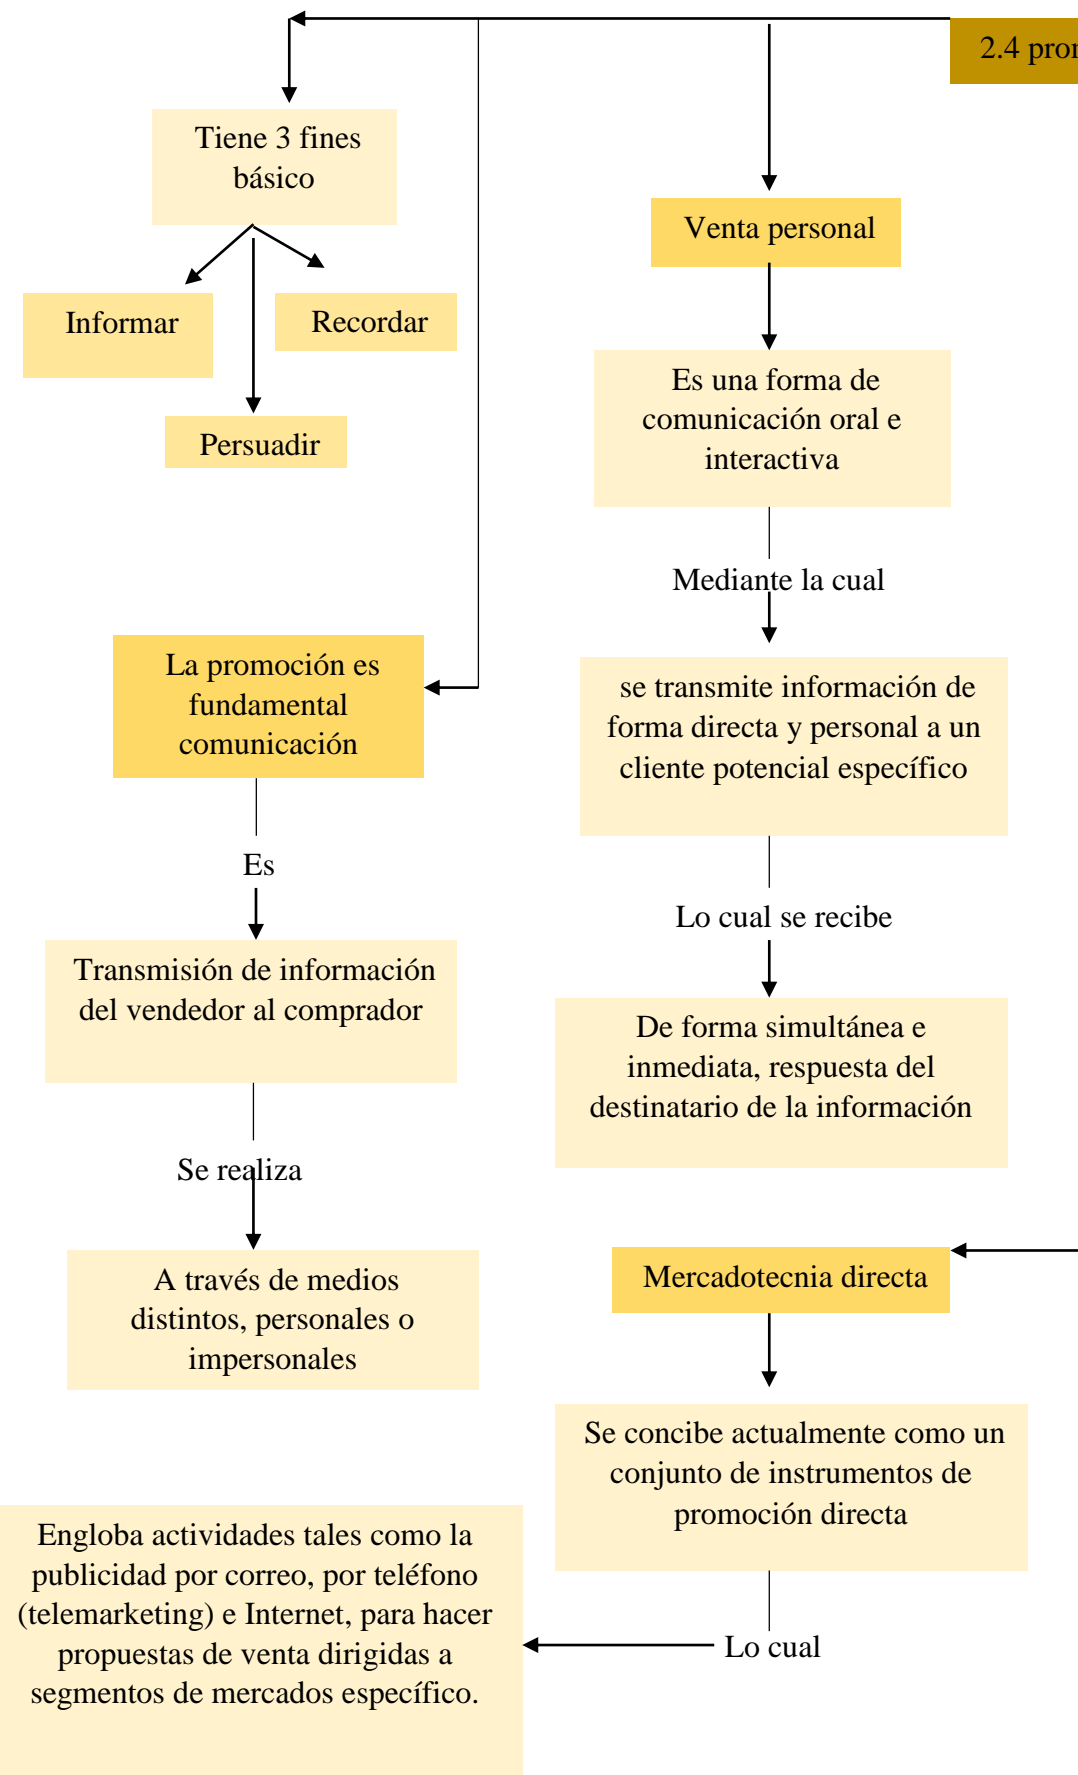 2.4
Tiene 3 fines
básico
Informar
Recordar
Persuadir
La promoción es
fundamental
comunicación
Es
Transmisión de información
del vendedor al comprador
Se realiza
A través de medios
distintos, personales o
impersonales
Venta personal
Es una forma de
comunicación oral e
interactiva
Mediante la cual
se transmite información de
forma directa y personal a un
cliente potencial específico
Lo cual se recibe
De forma simultánea e
inmediata, respuesta del
destinatario de la información
Mercadotecnia directa
Se concibe actualmente como un
conjunto de instrumentos de
promoción directa
Lo cual
Engloba actividades tales como la
publicidad por correo, por teléfono
(telemarketing) e Internet, para hacer
propuestas de venta dirigidas a
segmentos de mercados específico.